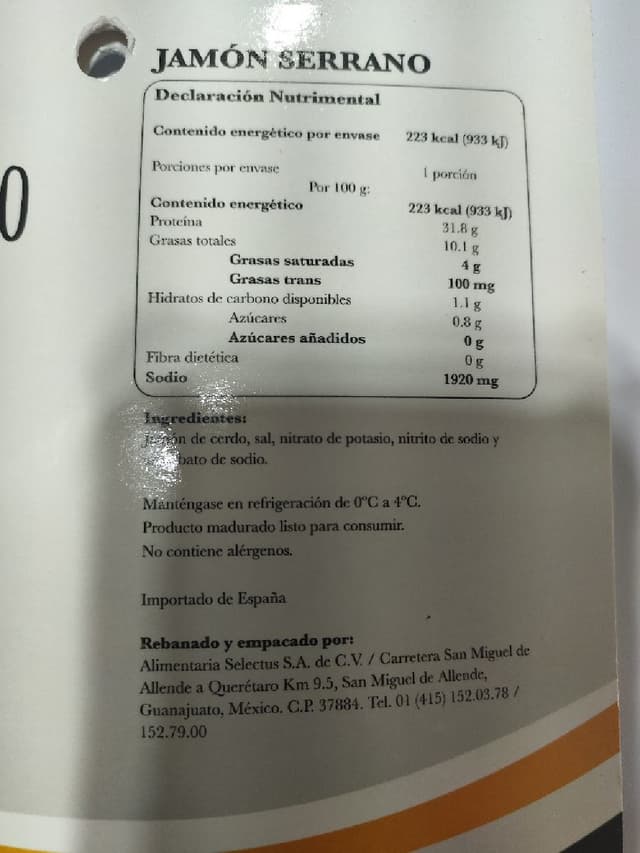 JAMÓN SERRANO
Declaración Nutrimental
Contenido energético por envase 223 kcal (933 kJ)
Porciones por envase 1 porción
Por 100 g:
Contenido energético 223 kcal (933 kJ)
Proteína 31.8 g
Grasas totales 10.1 g
Grasas saturadas 4 g
Grasas trans 100 mg
Hidratos de carbono disponibles 1.1 g
Azúcares 0.8 g
Azúcares añadidos 0 g
Fibra dietética 0 g
Sodio 1920 mg
Ingredientes:
Jamón de cerdo, sal, nitrato de potasio, nitrito de sodio y
de sodio.
Manténgase en refrigeración de 0ºC a 4ºC.
Producto madurado listo para consumir.
No contiene alérgenos.
Importado de España
Rebanado y empacado por:
Alimentaria Selectus S.A. de C.V. / Carretera San Miguel de
Allende a Querétaro Km 9.5, San Miguel de Allende,
Guanajuato, México. C.P. 37884. Tel. 01 (415) 152.03.78 /
152.79.00